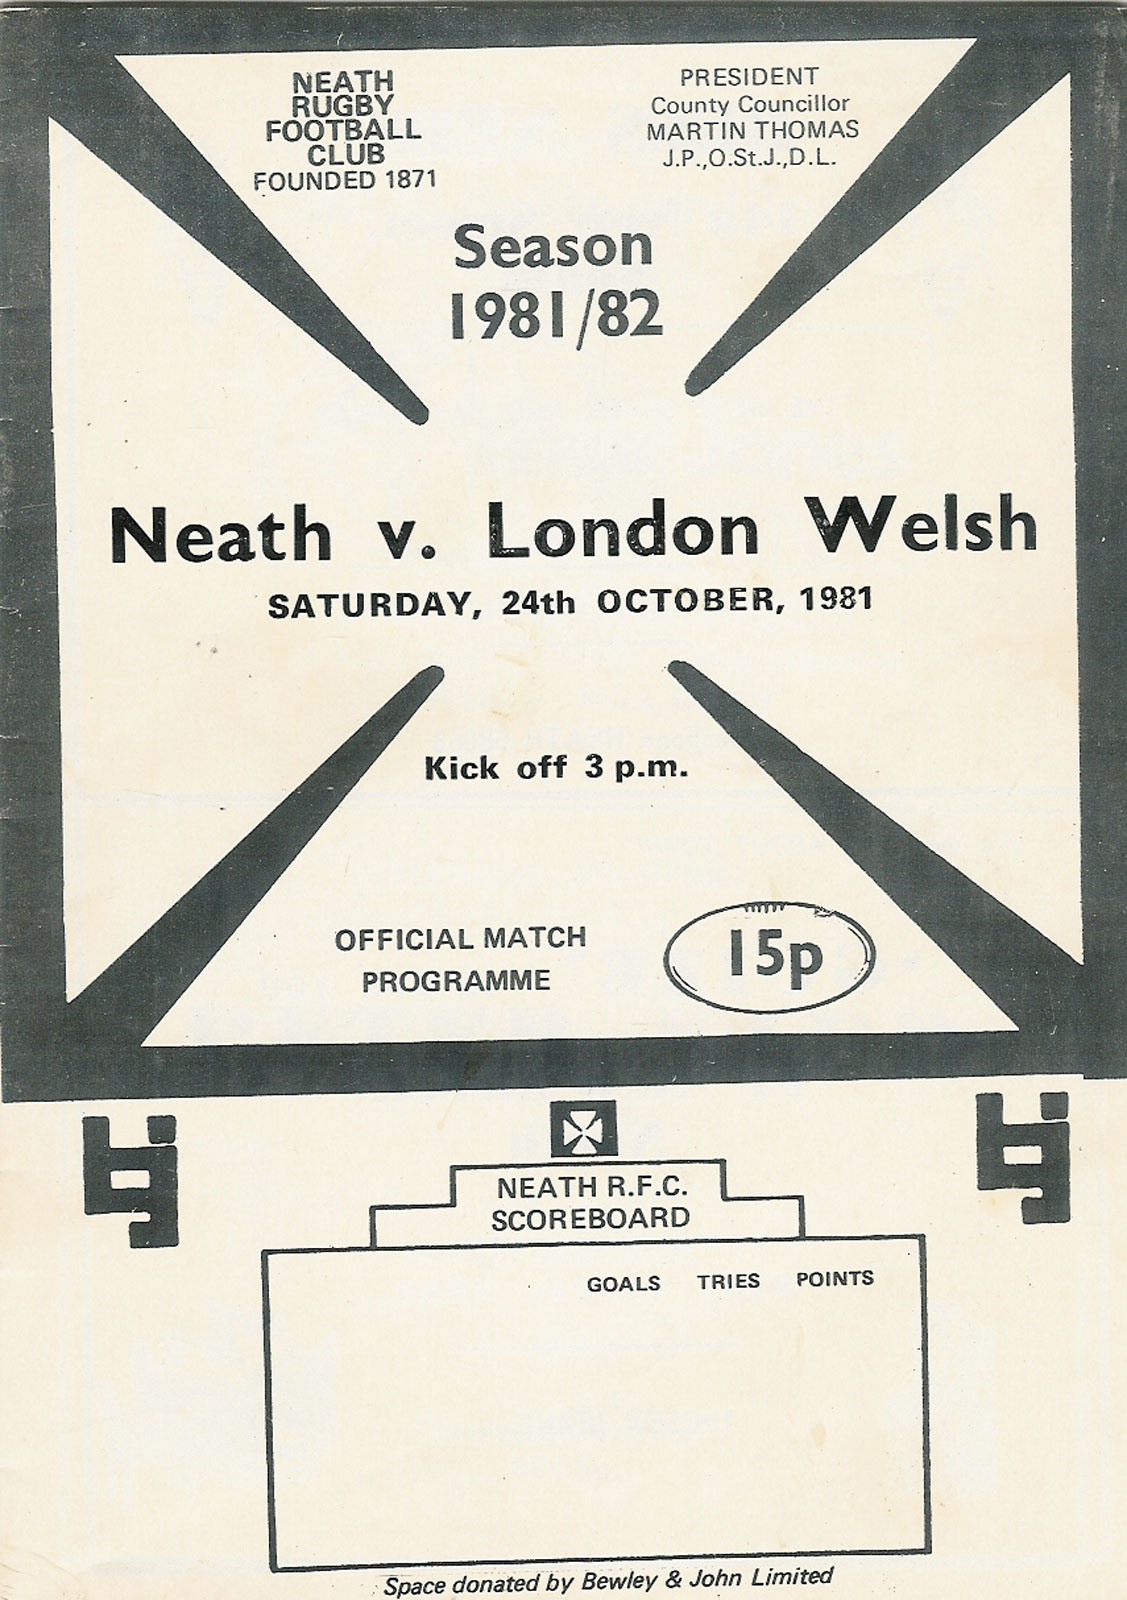 NEATH
RUGBY
FOOTBALL
CLUB
FOUNDED 1871
PRESIDENT
County Councillor
MARTIN THOMAS
J.P.,O.St.J.,D.L.
Season
1981/82
Neath v. London Welsh
SATURDAY, 24th OCTOBER, 1981
Kick off 3 p.m.
OFFICIAL MATCH
PROGRAMME
15p
NEATH R.F.C.
SCOREBOARD
GOALS TRIES POINTS
Space donated by Bewley & John Limited